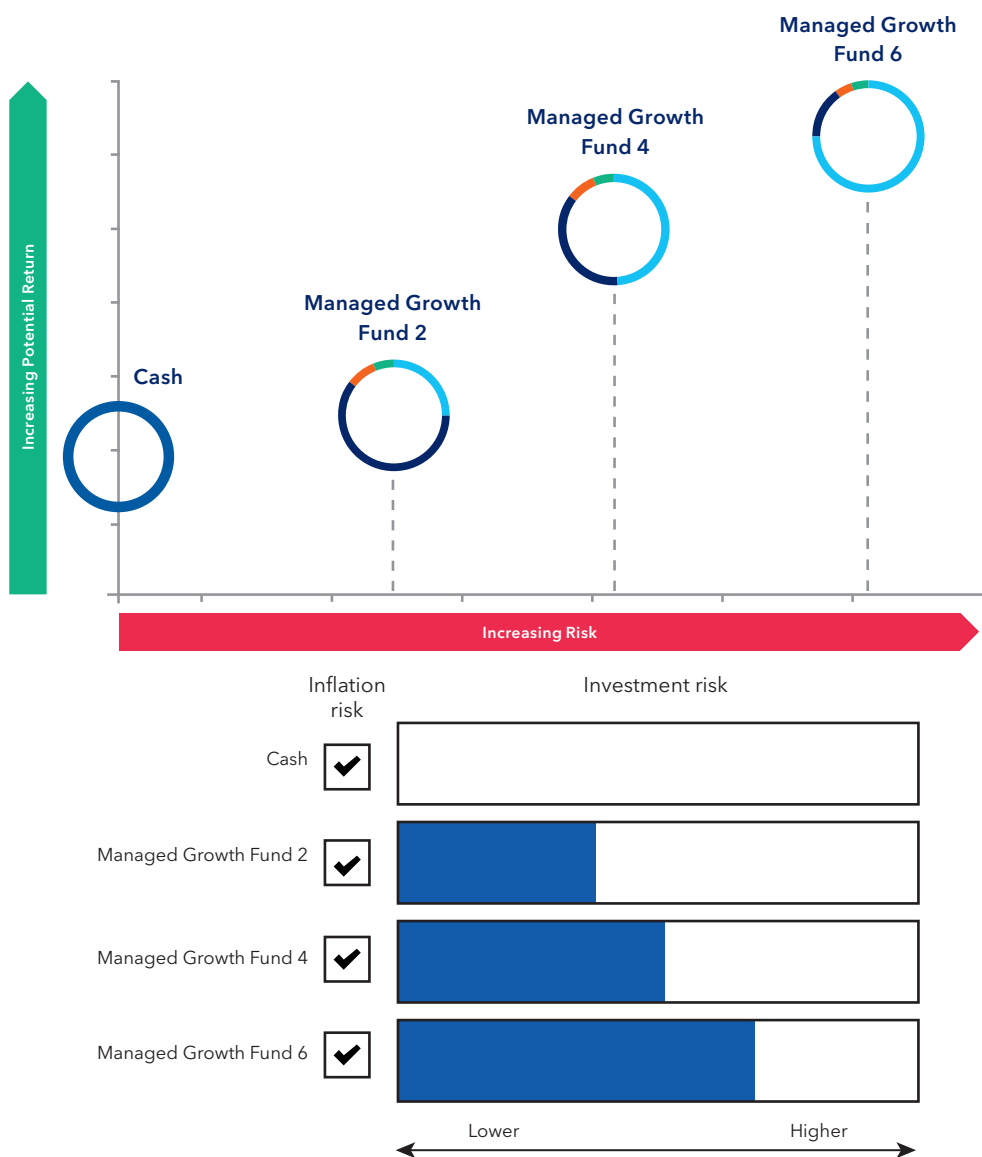 Managed Growth
Fund 6
Managed Growth
Fund 4
Managed Growth
Fund 2
Cash
Increasing Potential Return
Increasing Risk
Inflation
risk
Investment risk
Cash
Managed Growth Fund 2
Managed Growth Fund 4
Managed Growth Fund 6
Lower
Higher